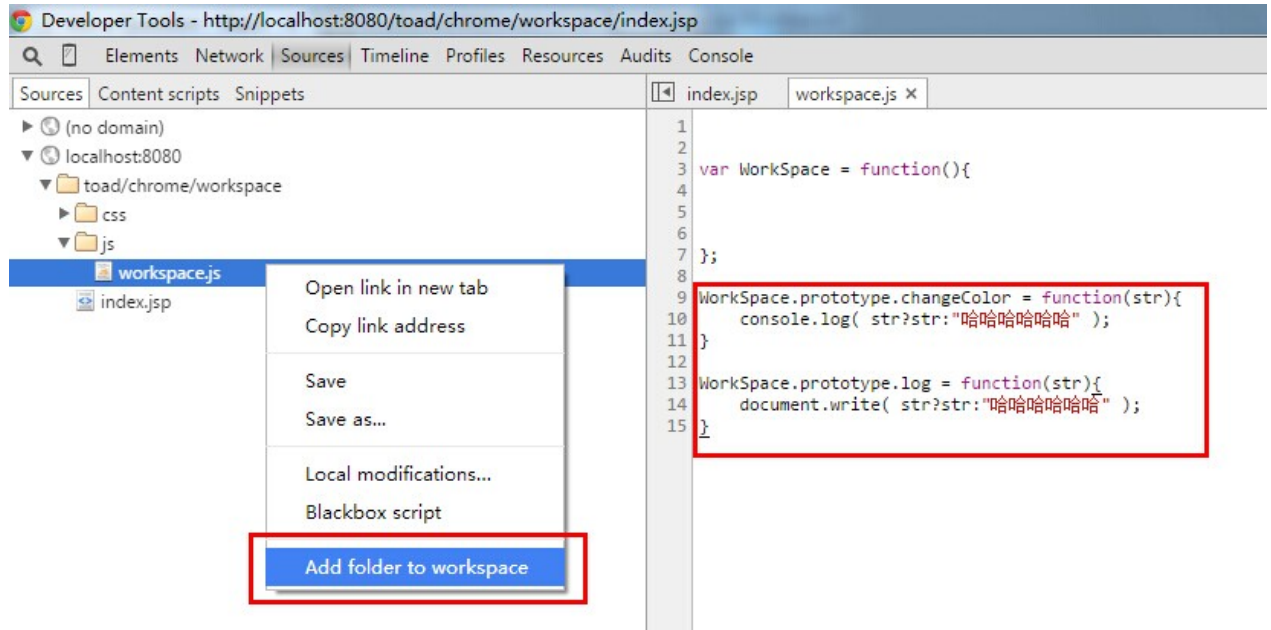 Developer Tools - http://localhost:8080/toad/chrome/workspace/index.jsp
Elements Network Sources Timeline Profiles Resources Audits Console
Sources Content scripts Snippets
index.jsp workspace.js ×
(no domain)
localhost:8080
toad/chrome/workspace
css
js
workspace.js
index.jsp
Open link in new tab
Copy link address
Save
Save as...
Local modifications...
Blackbox script
Add folder to workspace
1
2
3 var WorkSpace = function(){
4
5
6
7 };
8
9 WorkSpace.prototype.changeColor = function(str){
10 console.log( str?str:"哈哈哈哈哈哈" );
11 }
12
13 WorkSpace.prototype.log = function(str){
14 document.write( str?str:"哈哈哈哈哈哈" );
15 }